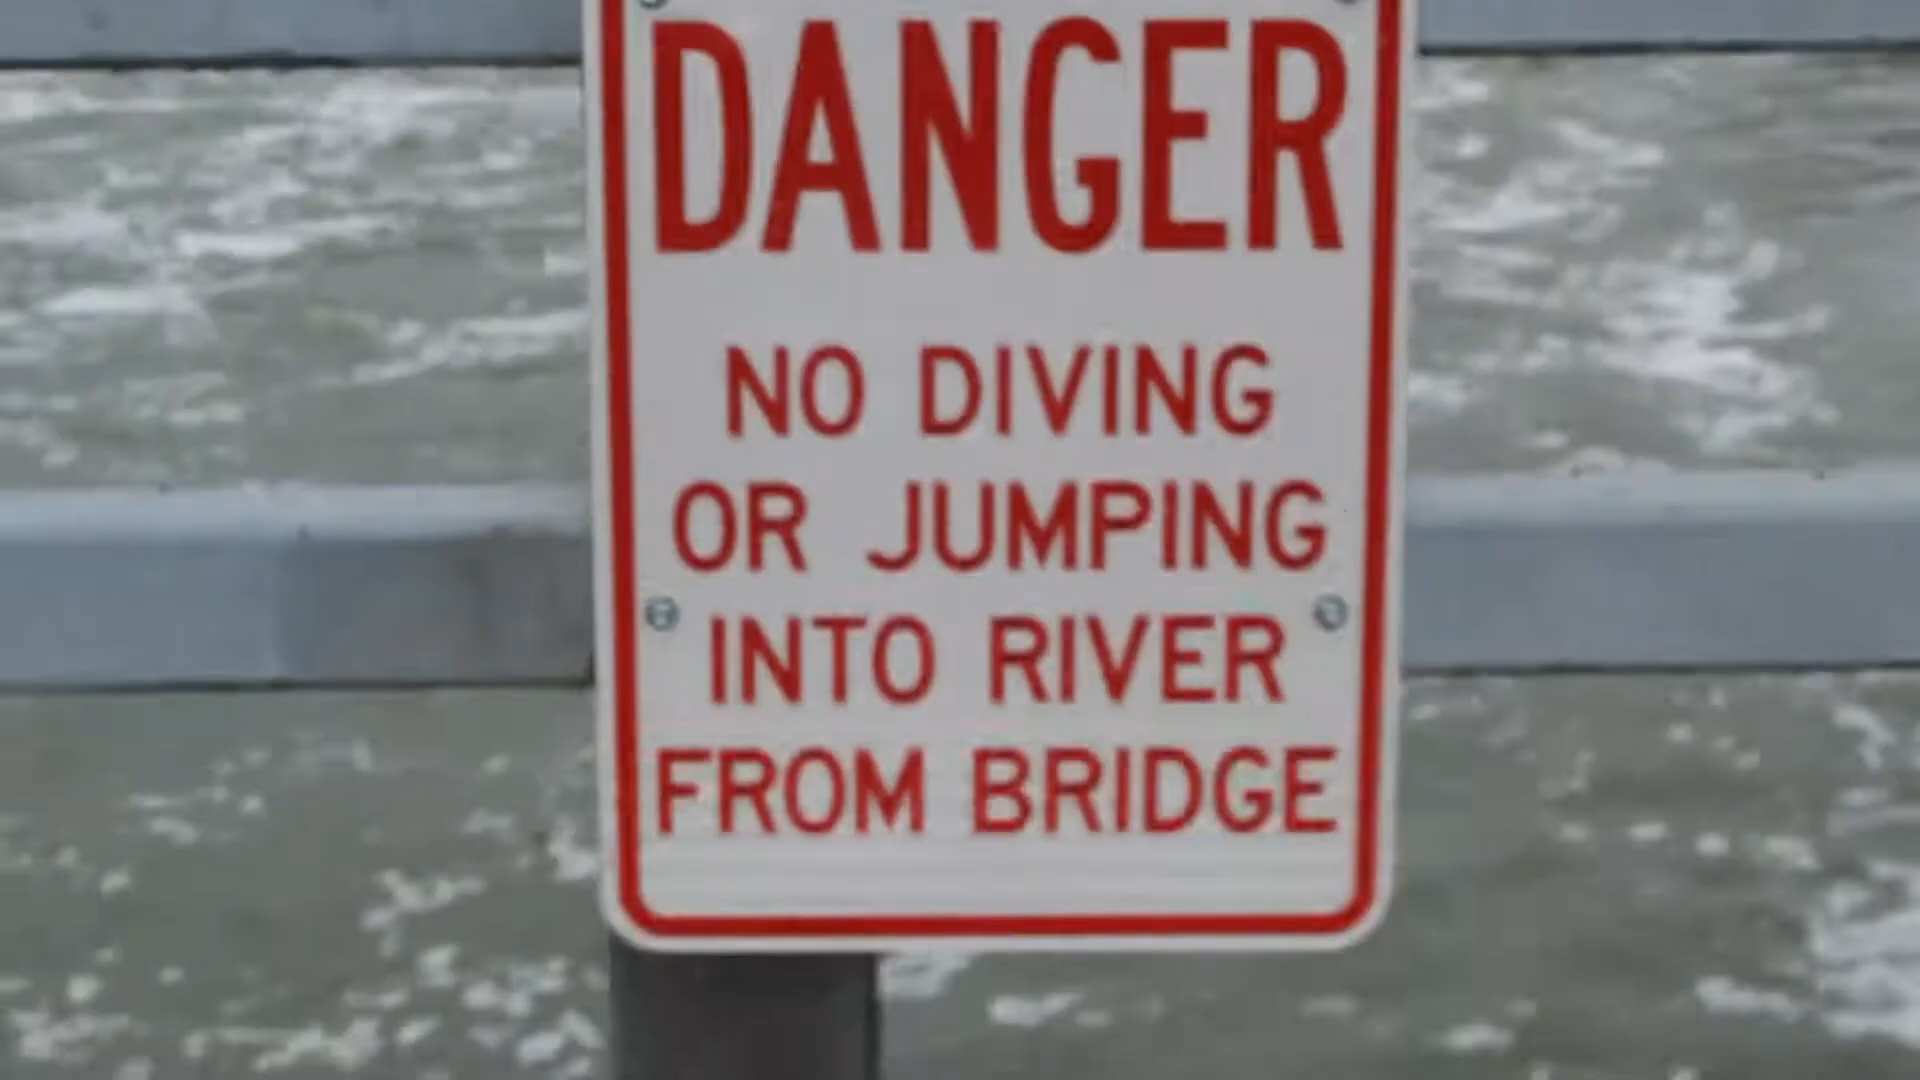 DANGER
NO DIVING
OR JUMPING
INTO RIVER
FROM BRIDGE